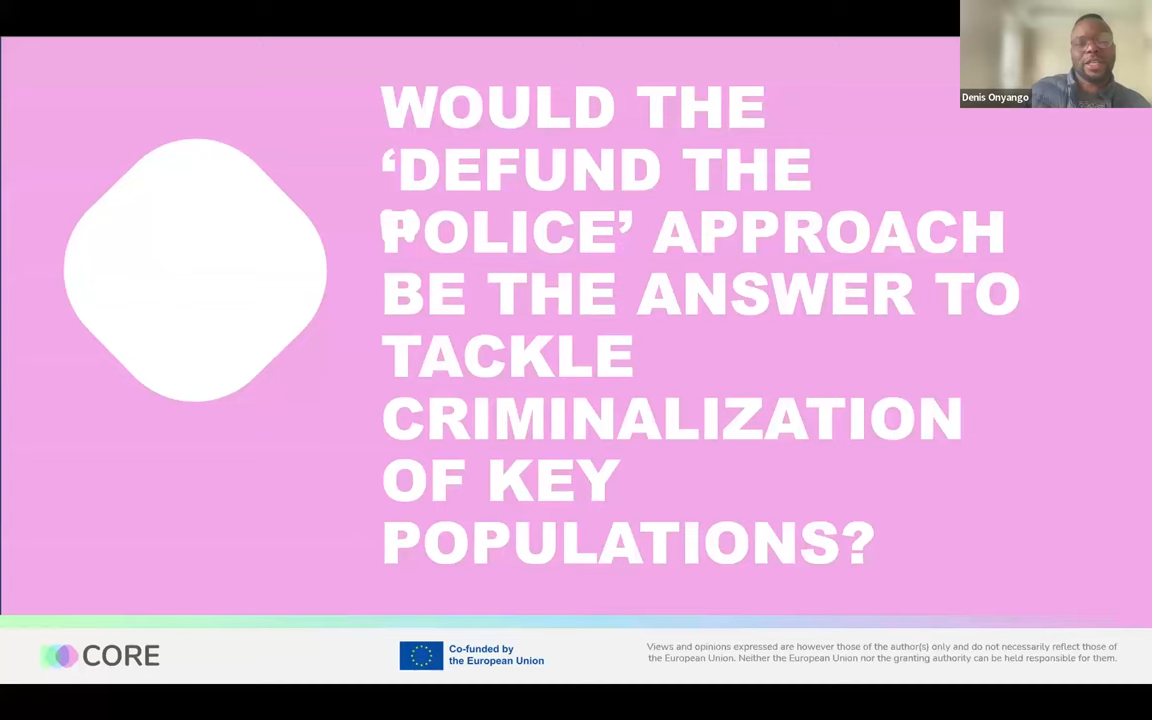 Denis Onyango
WOULD THE
‘DEFUND THE
POLICE’ APPROACH
BE THE ANSWER TO
TACKLE
CRIMINALIZATION
OF KEY
POPULATIONS?
CORE
Co-funded by
the European Union
Views and opinions expressed are however those of the author(s) only and do not necessarily reflect those of
the European Union. Neither the European Union nor the granting authority can be held responsible for them.